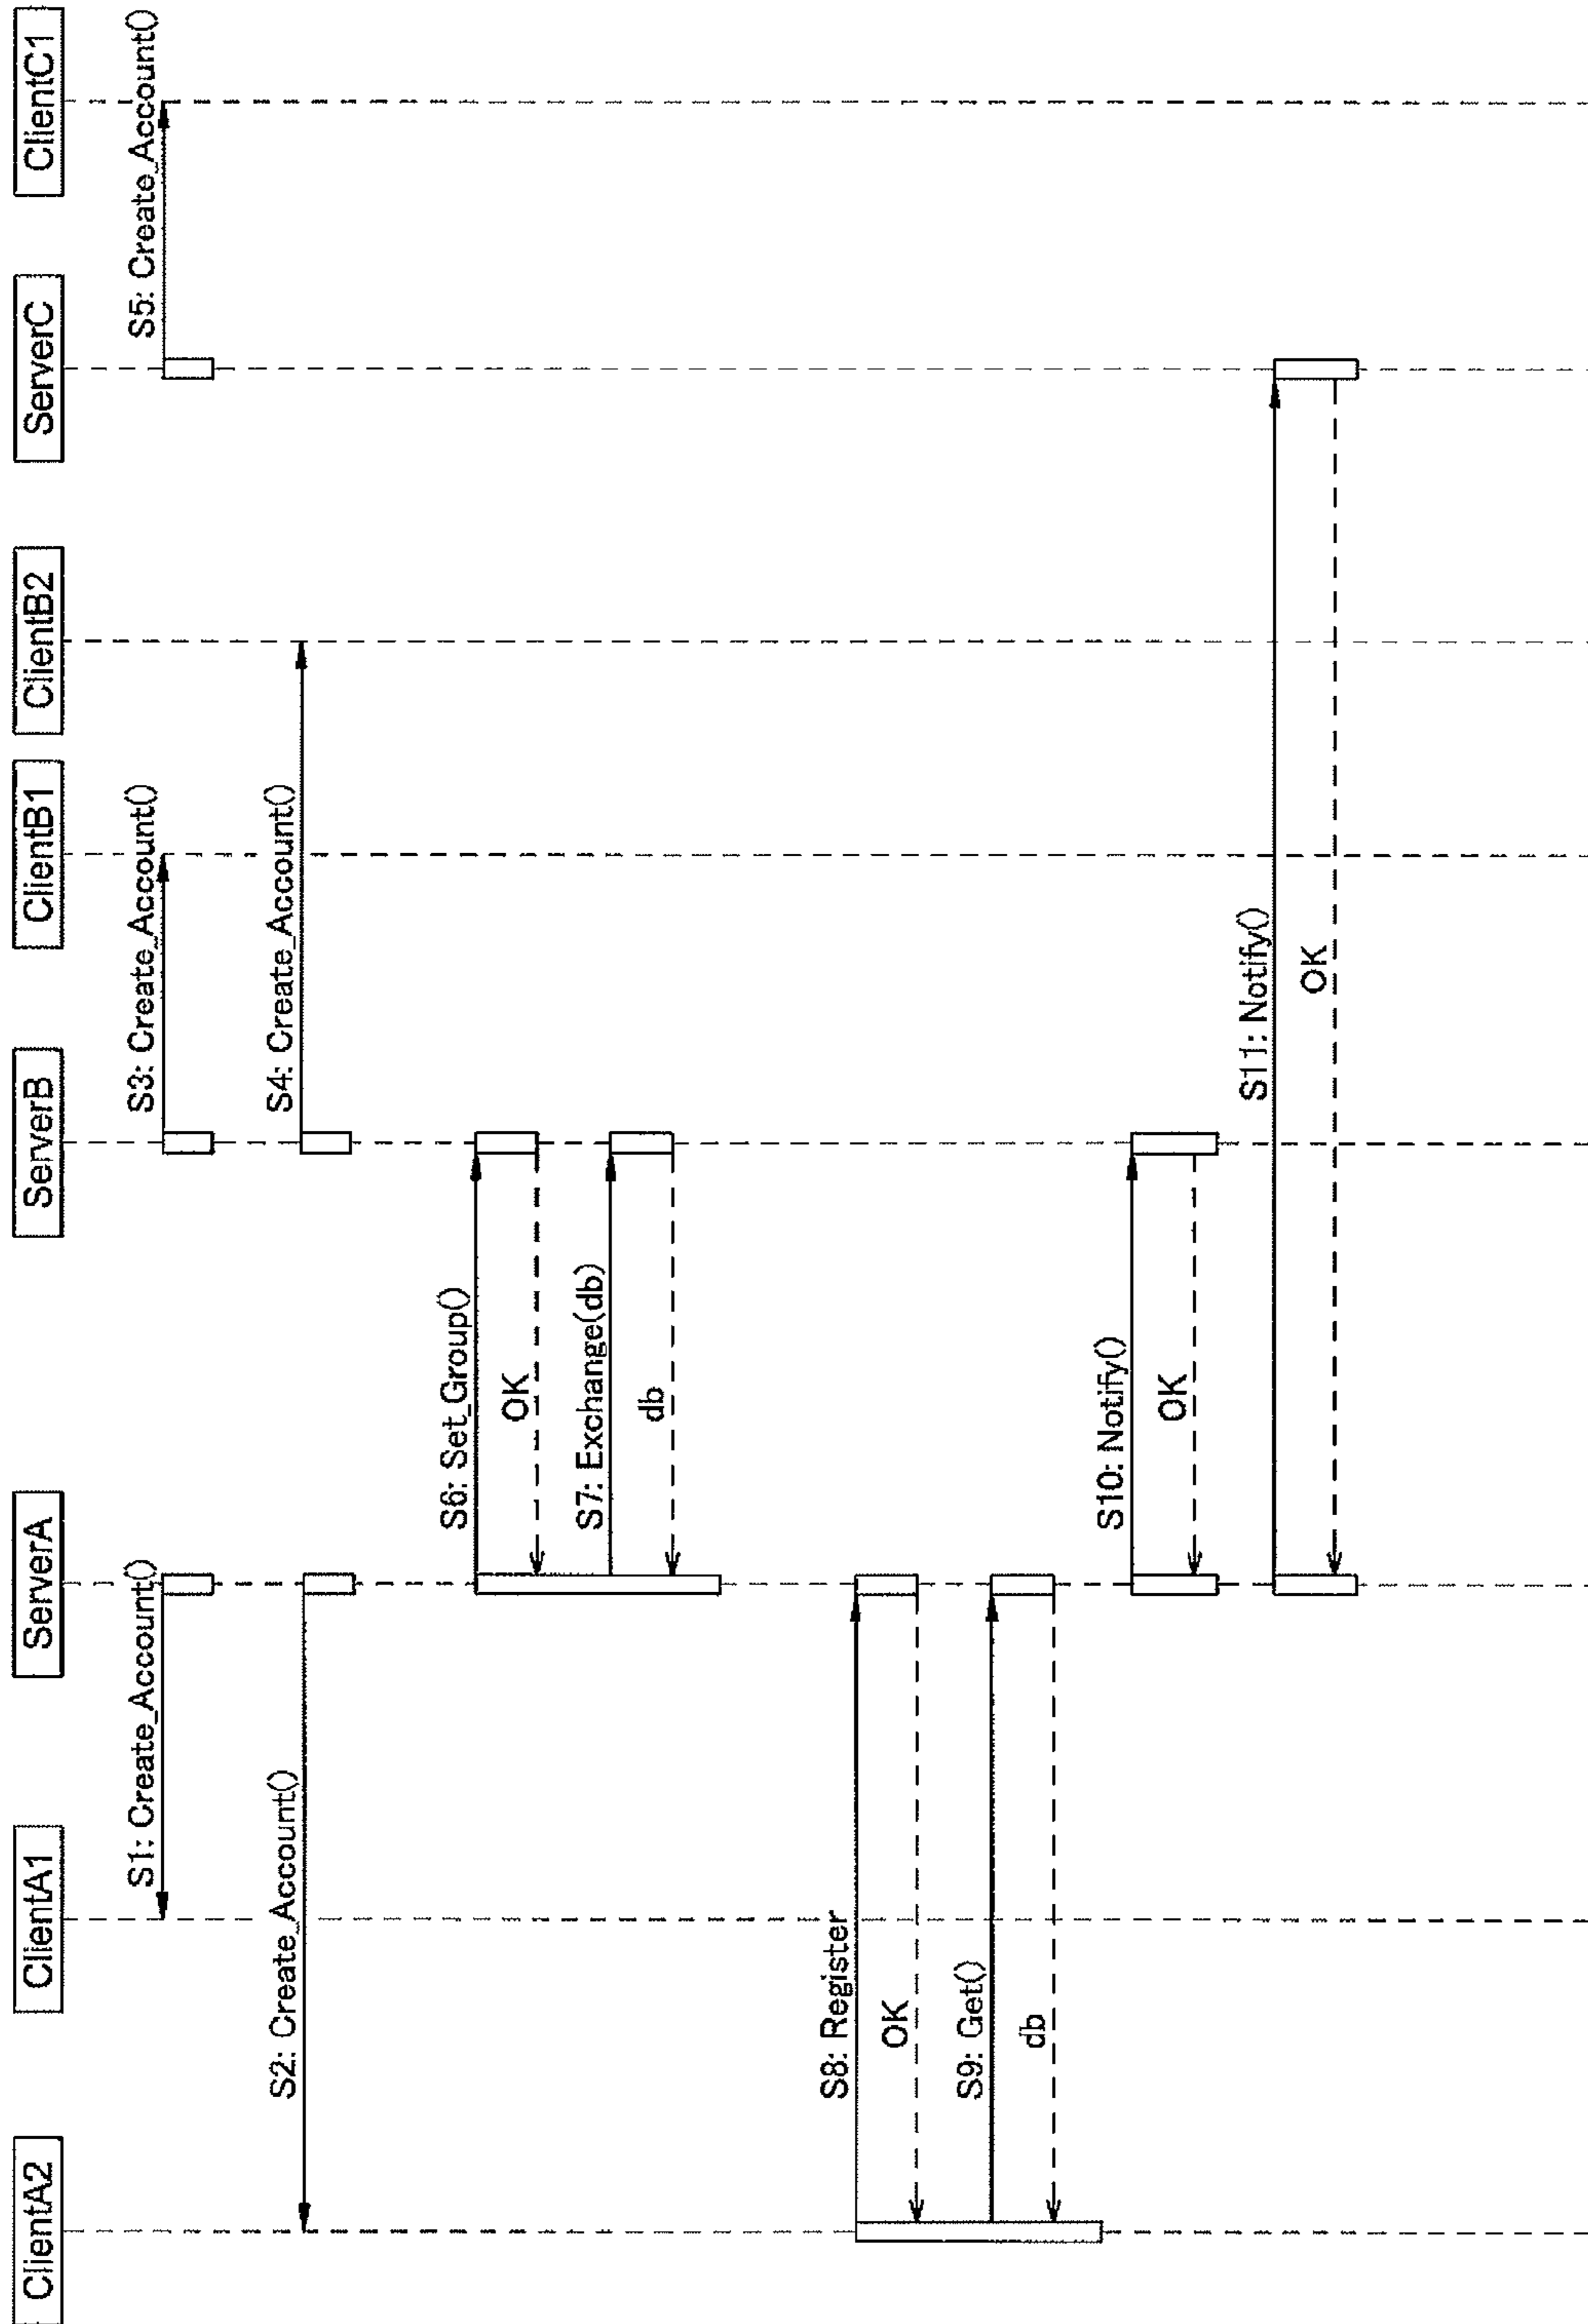 ClientA2
ClientA1
ServerA
ServerB
ClientB1
ClientB2
ServerC
ClientC1
S1: Create_Account()
S3: Create_Account()
S5: Create_Account()
S2: Create_Account()
S4: Create_Account()
S6: Set_Group()
OK
S7: Exchange(db)
db
S8: Register
OK
S9: Get()
db
S10: Notify()
OK
S11: Notify()
OK